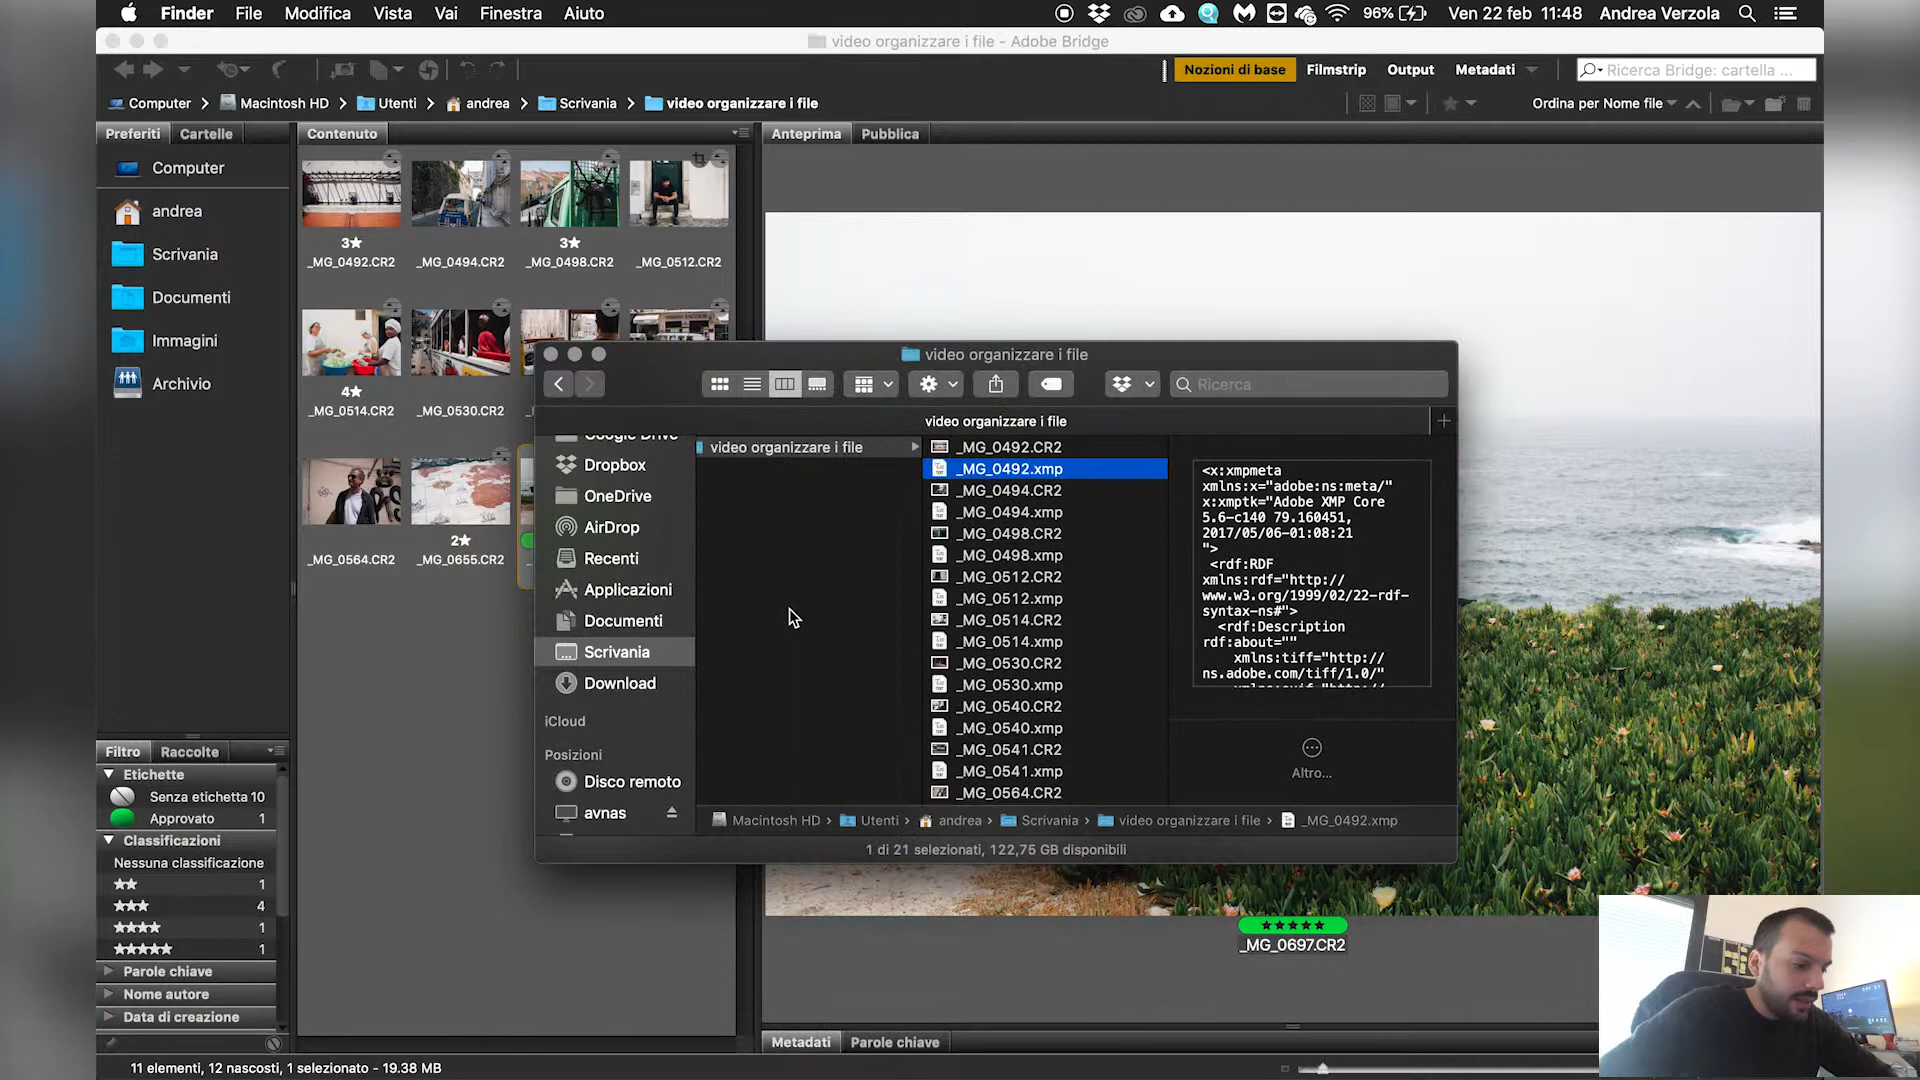 Finder File Modifica Vista Vai Finestra Aiuto 96% Ven 22 feb 11:48 Andrea Verzola
video organizzare i file - Adobe Bridge
Nozioni di base Filmstrip Output Metadati Ricerca Bridge: cartella ...
Computer Macintosh HD Utenti andrea Scrivania video organizzare i file Ordina per Nome file
Preferiti Cartelle Contenuto Anteprima Pubblica
Computer
andrea
Scrivania
Documenti
Immagini
Archivio
3★ 3★
_MG_0492.CR2 _MG_0494.CR2 _MG_0498.CR2 _MG_0512.CR2
4★
_MG_0514.CR2 _MG_0530.CR2
2★
_MG_0564.CR2 _MG_0655.CR2
video organizzare i file
Ricerca
video organizzare i file
Google Drive
Dropbox
OneDrive
AirDrop
Recenti
Applicazioni
Documenti
Scrivania
Download
iCloud
Posizioni
Disco remoto
avnas
video organizzare i file
_MG_0492.CR2
_MG_0492.xmp
_MG_0494.CR2
_MG_0494.xmp
_MG_0498.CR2
_MG_0498.xmp
_MG_0512.CR2
_MG_0512.xmp
_MG_0514.CR2
_MG_0514.xmp
_MG_0530.CR2
_MG_0530.xmp
_MG_0540.CR2
_MG_0540.xmp
_MG_0541.CR2
_MG_0541.xmp
_MG_0564.CR2
<x:xmpmeta
xmlns:x="adobe:ns:meta/"
x:xmptk="Adobe XMP Core
5.6-c140 79.160451,
2017/05/06-01:08:21
">
<rdf:RDF
xmlns:rdf="http://
www.w3.org/1999/02/22-rdf-
syntax-ns#">
<rdf:Description
rdf:about=""
xmlns:tiff="http://
ns.adobe.com/tiff/1.0/"
Altro...
Macintosh HD › Utenti › andrea › Scrivania › video organizzare i file › _MG_0492.xmp
1 di 21 selezionati, 122,75 GB disponibili
Filtro Raccolte
Etichette
Senza etichetta 10
Approvato 1
Classificazioni
Nessuna classificazione
★★ 1
★★★ 4
★★★★ 1
★★★★★ 1
Parole chiave
Nome autore
Data di creazione
★★★★★
_MG_0697.CR2
Metadati Parole chiave
11 elementi, 12 nascosti, 1 selezionato - 19.38 MB